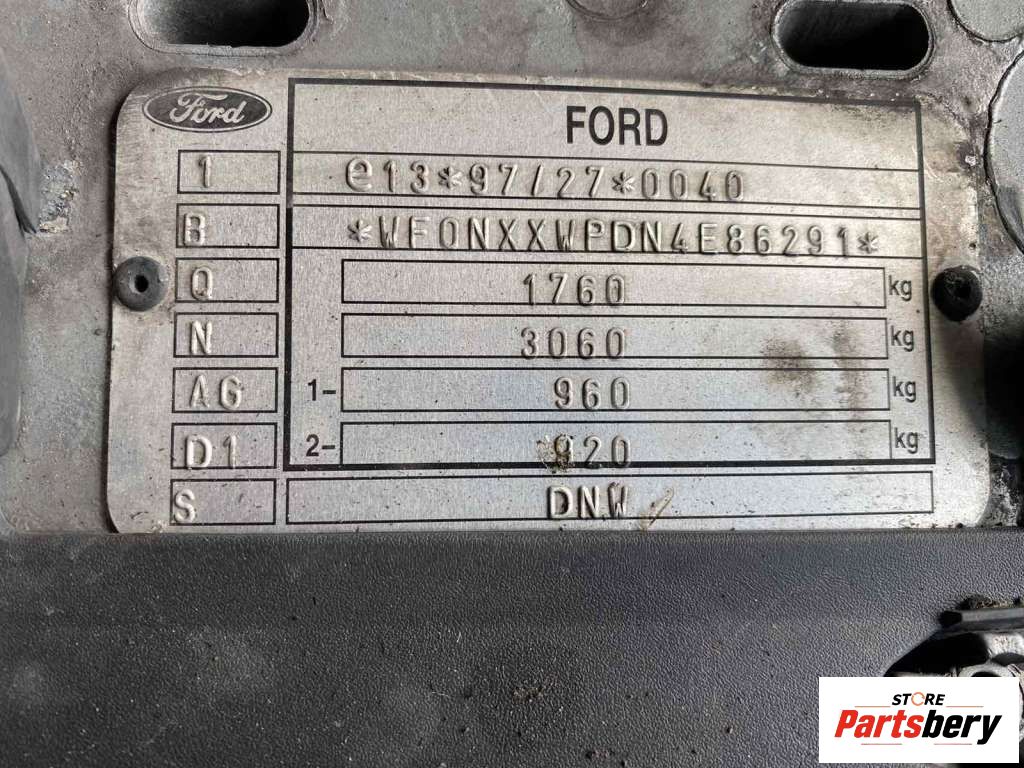 Ford
FORD
1 e13*97/27*0040
B *WF0NXXWPDN4E86291*
Q 1760 kg
N 3060 kg
AG 1- 960 kg
D1 2- 920 kg
S DNW
STORE
Partsbery